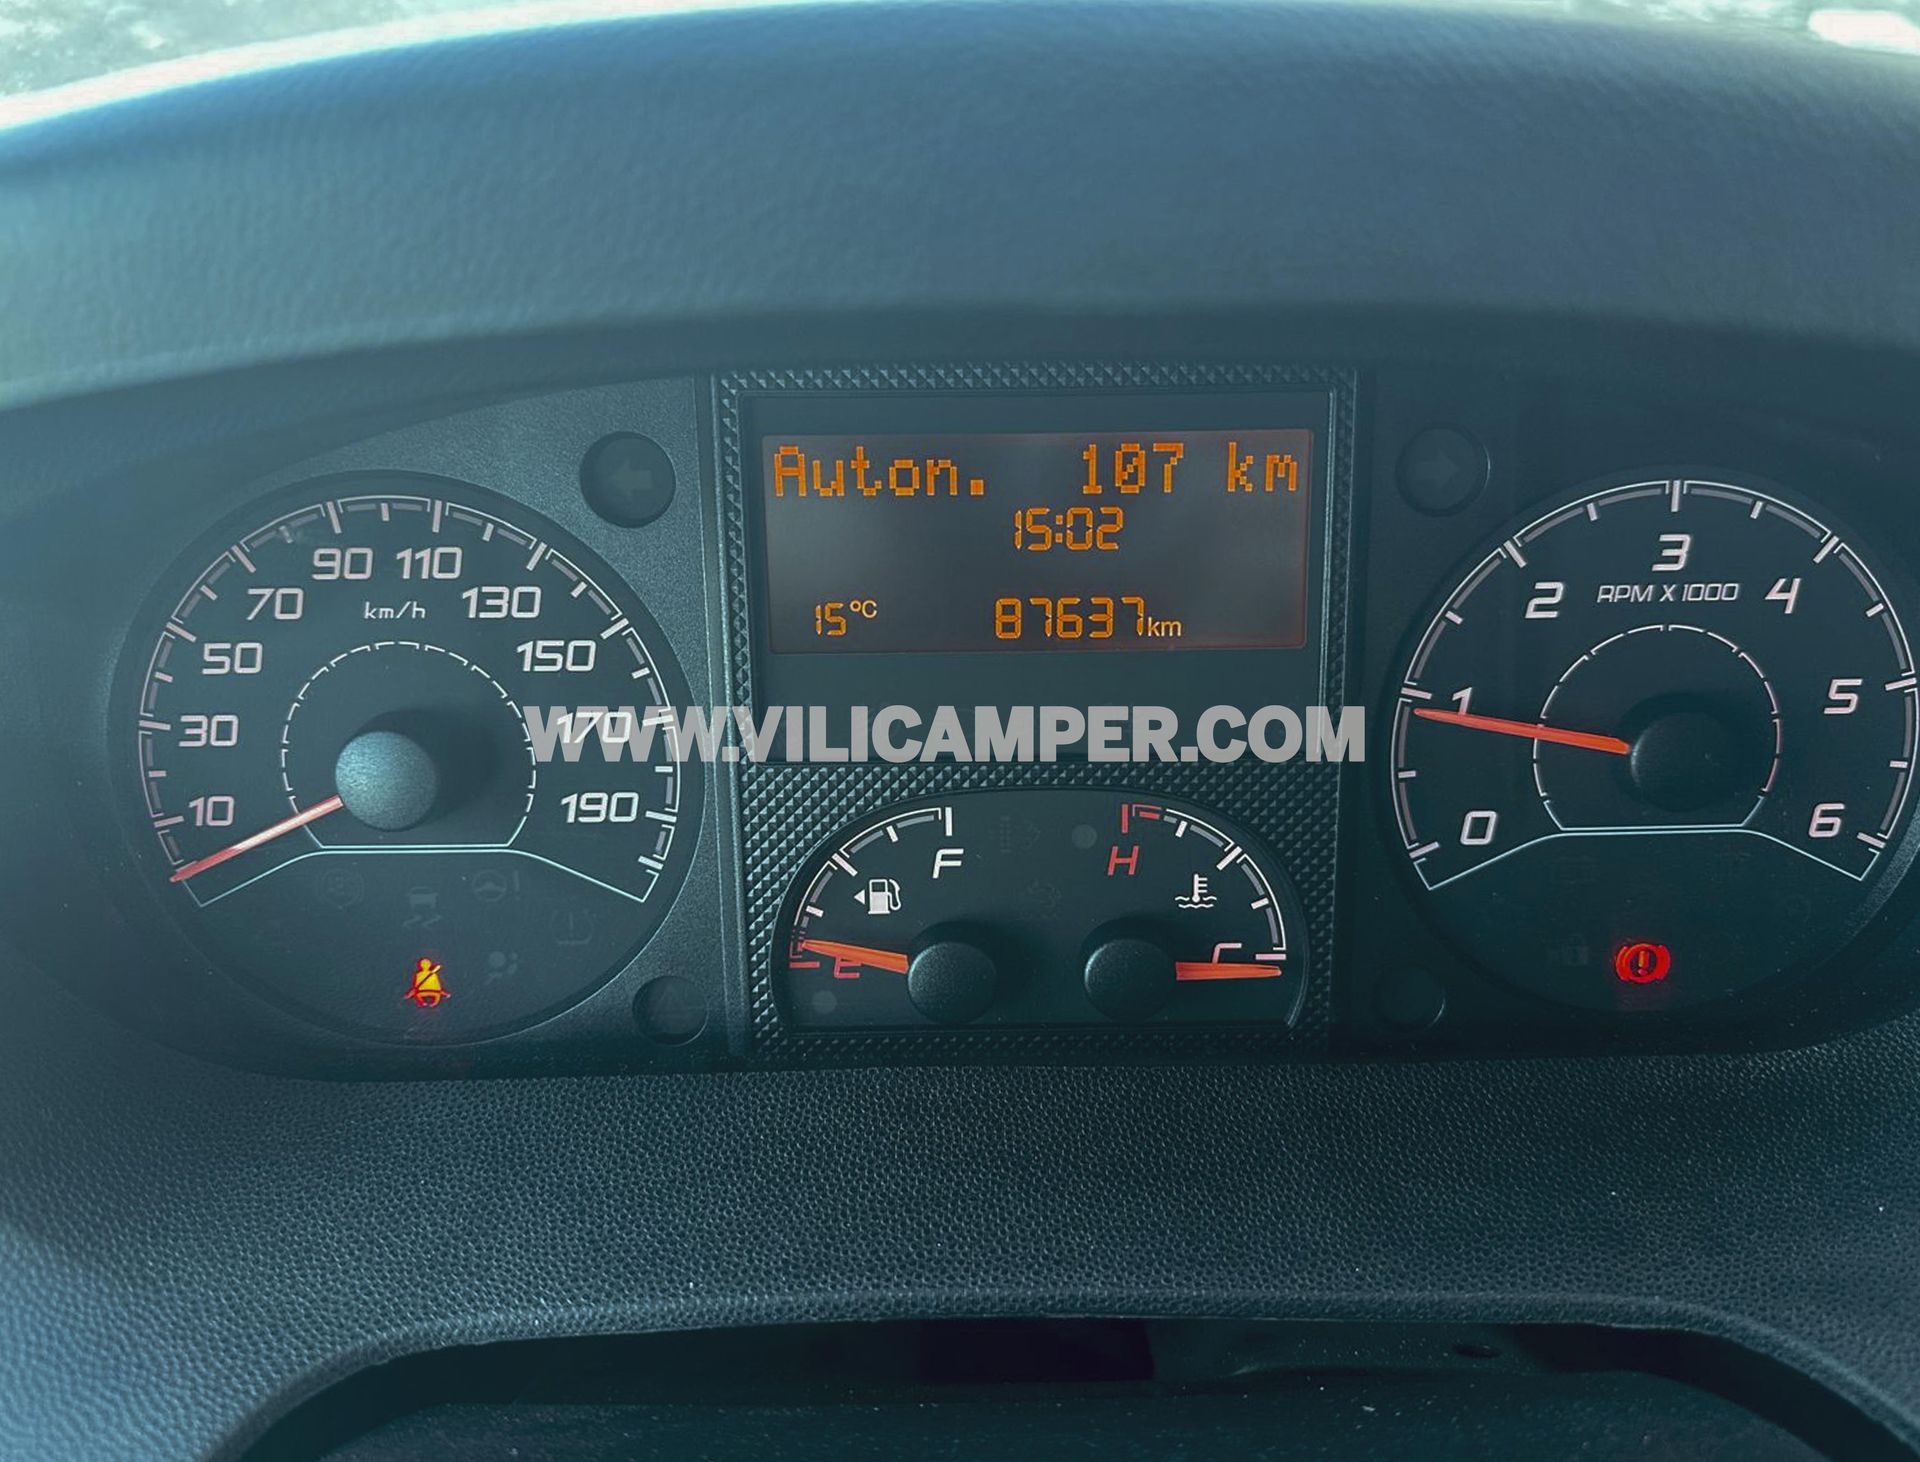 Auton. 107 km
15:02
15°C 87637km
90 110
70 km/h 130
50 150
30 170
10 190
WWW.VILICAMPER.COM
F
E
H
C
3
2 RPM X 1000 4
1 5
0 6